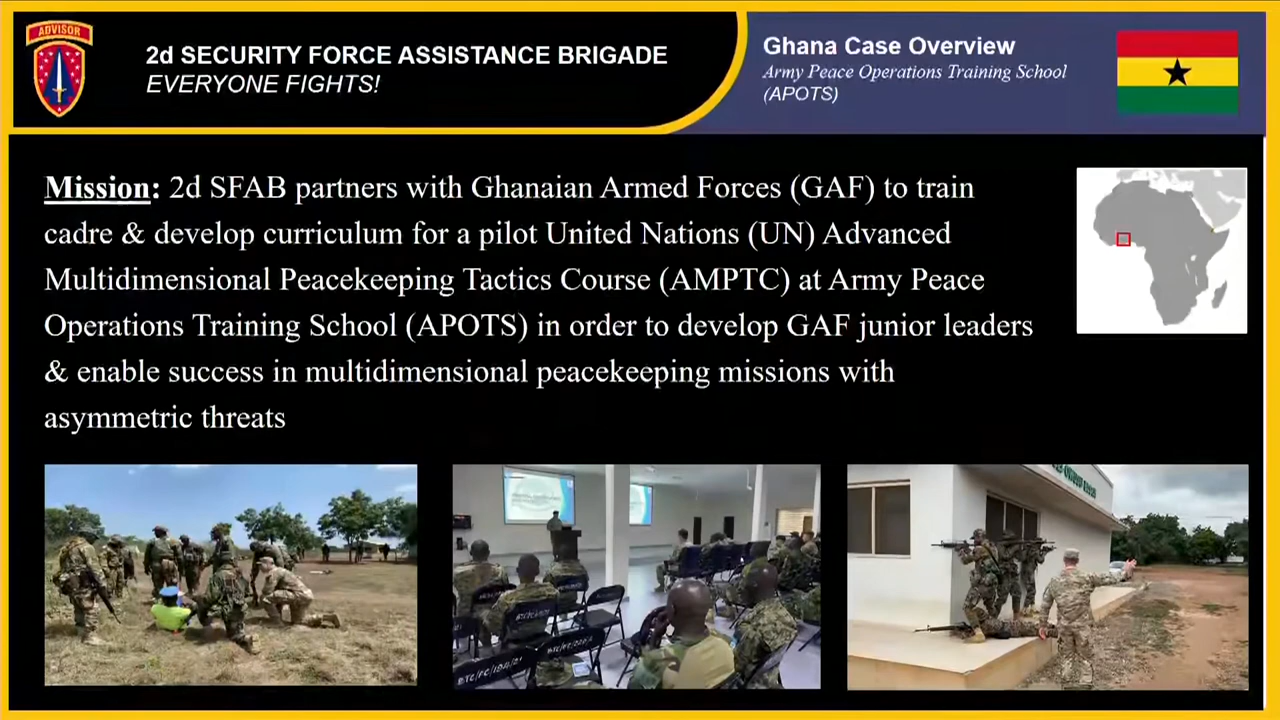 ADVISOR
2d SECURITY FORCE ASSISTANCE BRIGADE
EVERYONE FIGHTS!
Ghana Case Overview
Army Peace Operations Training School
(APOTS)
Mission: 2d SFAB partners with Ghanaian Armed Forces (GAF) to train
cadre & develop curriculum for a pilot United Nations (UN) Advanced
Multidimensional Peacekeeping Tactics Course (AMPTC) at Army Peace
Operations Training School (APOTS) in order to develop GAF junior leaders
& enable success in multidimensional peacekeeping missions with
asymmetric threats